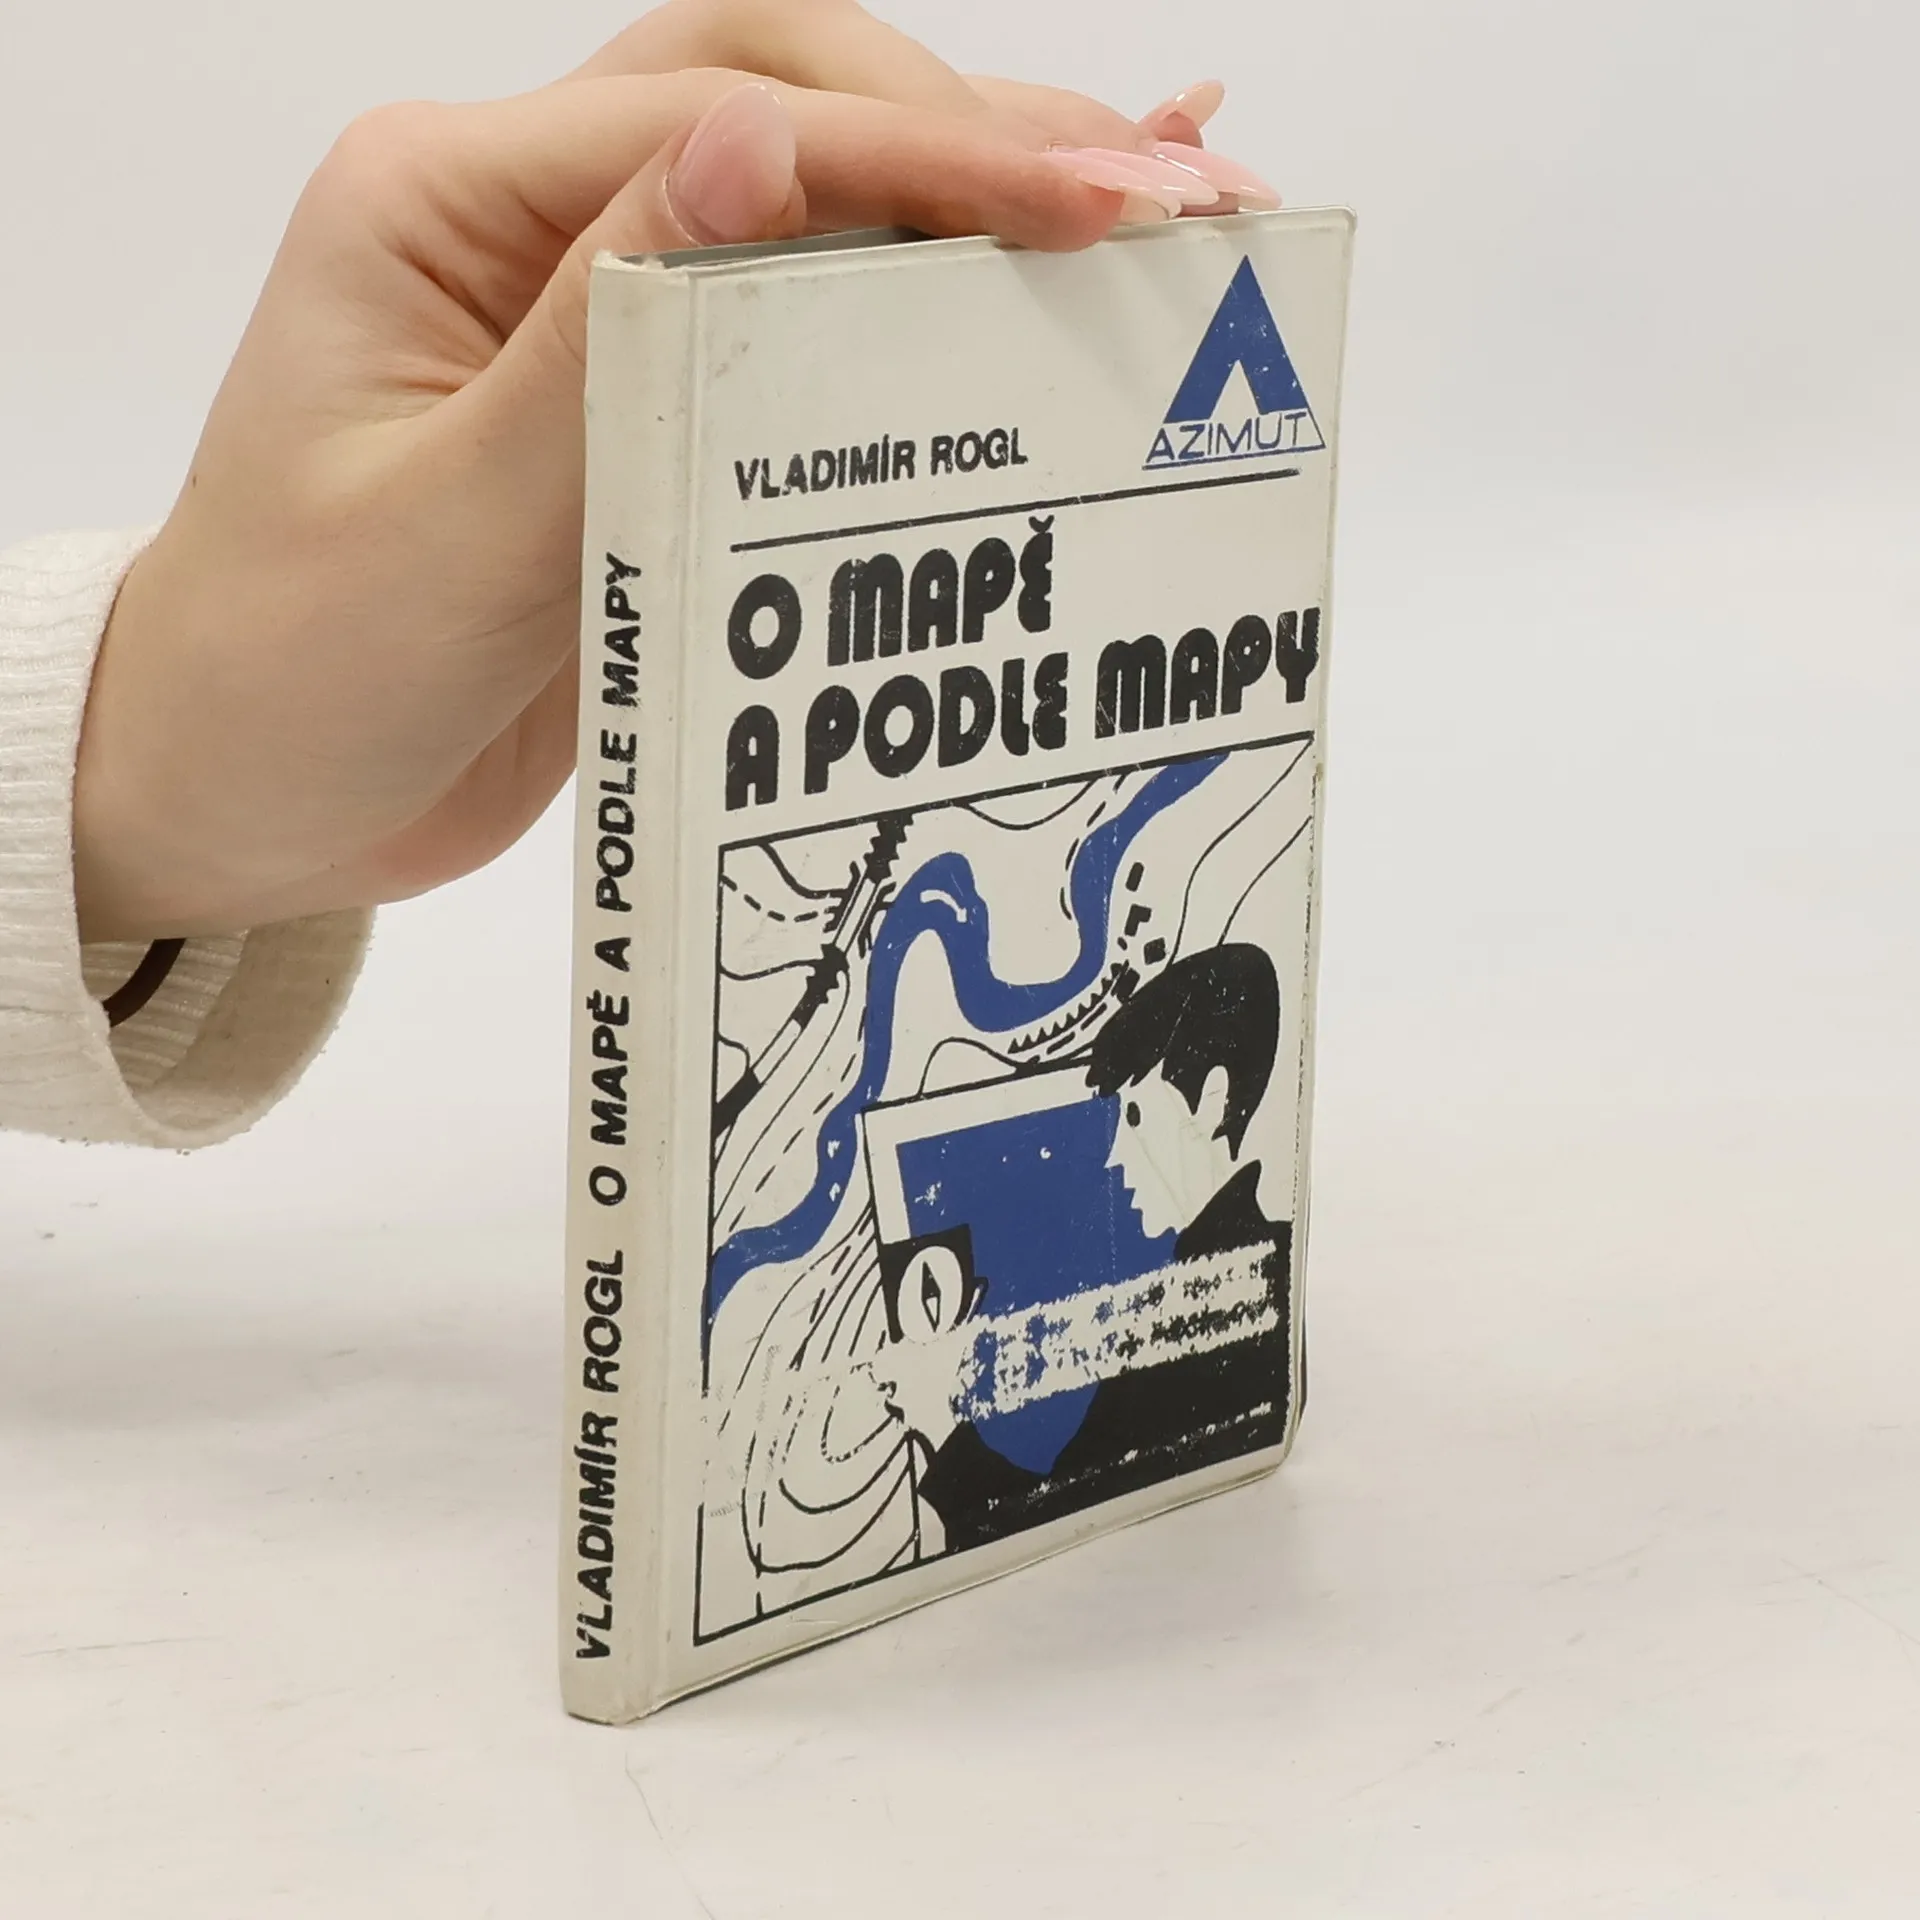 VLADIMÍR ROGL O MAPĚ A PODLE MAPY
AZIMUT
VLADIMÍR ROGL
O MAPĚ
A PODLE MAPY